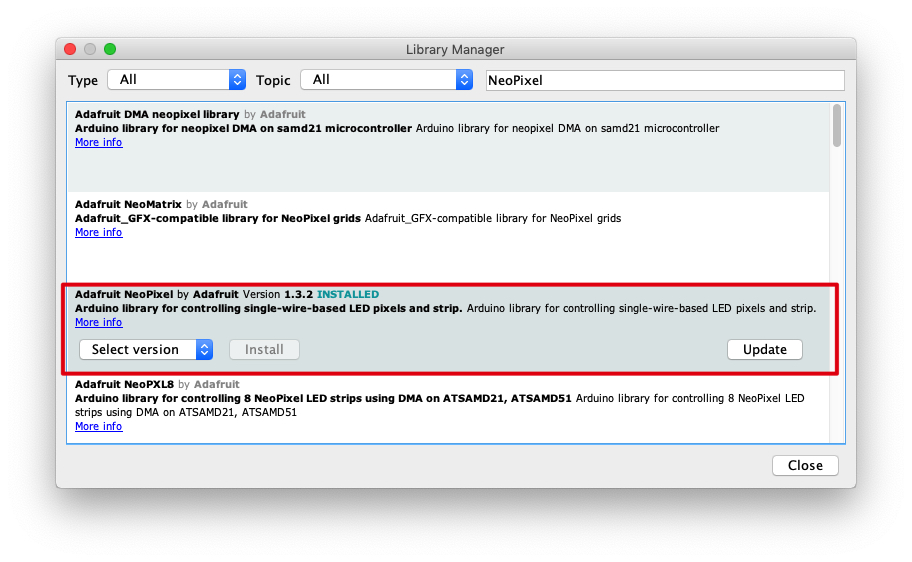 Library Manager
Type All Topic All NeoPixel
Adafruit DMA neopixel library by Adafruit
Arduino library for neopixel DMA on samd21 microcontroller Arduino library for neopixel DMA on samd21 microcontroller
More info
Adafruit NeoMatrix by Adafruit
Adafruit_GFX-compatible library for NeoPixel grids Adafruit_GFX-compatible library for NeoPixel grids
More info
Adafruit NeoPixel by Adafruit Version 1.3.2 INSTALLED
Arduino library for controlling single-wire-based LED pixels and strip. Arduino library for controlling single-wire-based LED pixels and strip.
More info
Select version Install Update
Adafruit NeoPXL8 by Adafruit
Arduino library for controlling 8 NeoPixel LED strips using DMA on ATSAMD21, ATSAMD51 Arduino library for controlling 8 NeoPixel LED
strips using DMA on ATSAMD21, ATSAMD51
More info
Close